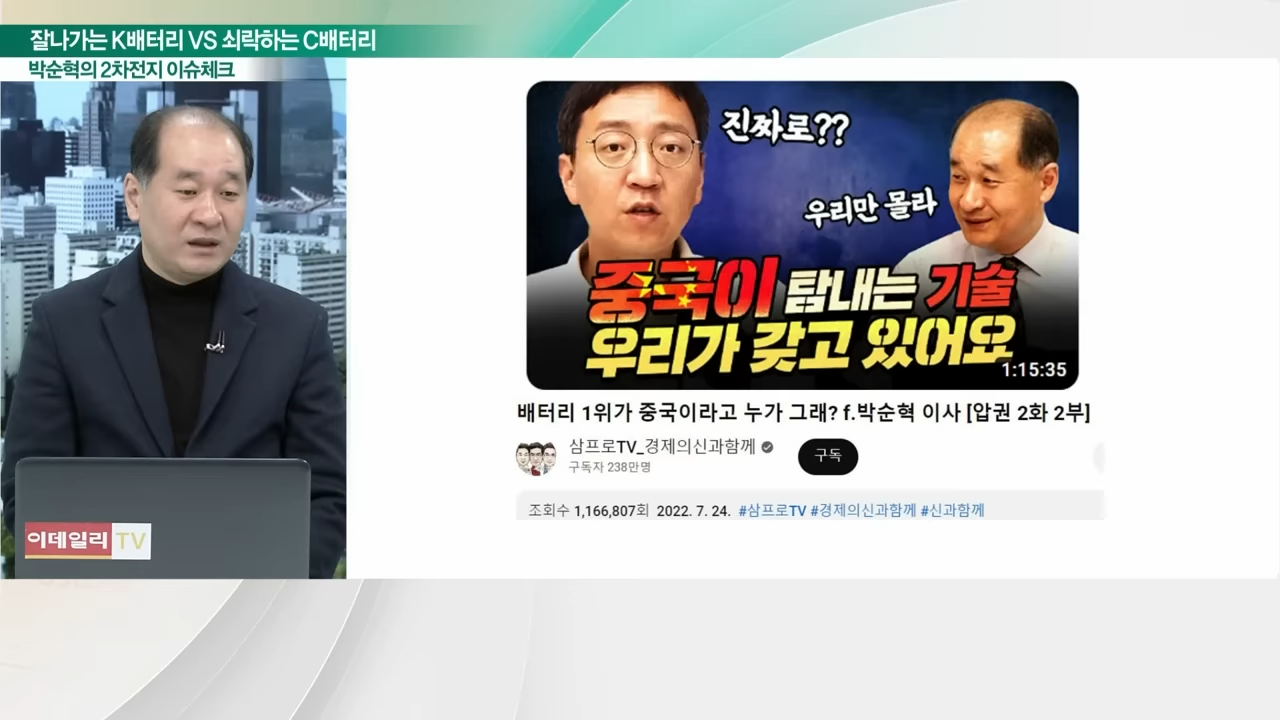 잘나가는 K배터리 VS 쇠락하는 C배터리
박순혁의 2차전지 이슈체크
진짜로??
우리만 몰라
중국이 탐내는 기술
우리가 갖고 있어요
1:15:35
배터리 1위가 중국이라고 누가 그래? f.박순혁 이사 [압권 2화 2부]
삼프로TV_경제의신과함께
구독자 238만명
구독
조회수 1,166,807회 2022. 7. 24. #삼프로TV #경제의신과함께 #신과함께
이데일리 TV